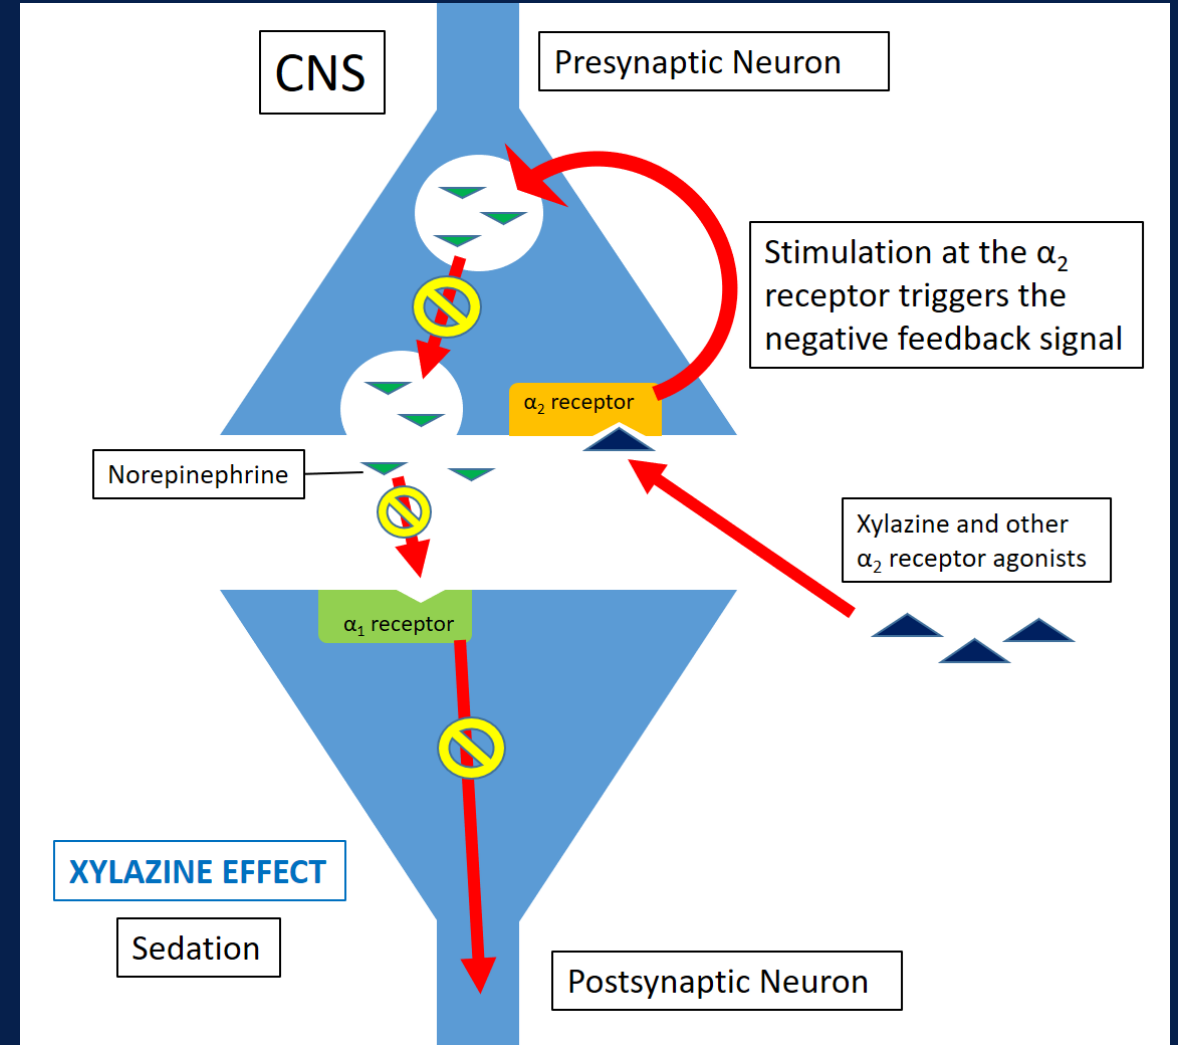 CNS
Presynaptic Neuron
Stimulation at the α₂
receptor triggers the
negative feedback signal
α₂ receptor
Norepinephrine
Xylazine and other
α₂ receptor agonists
α₁ receptor
XYLAZINE EFFECT
Sedation
Postsynaptic Neuron